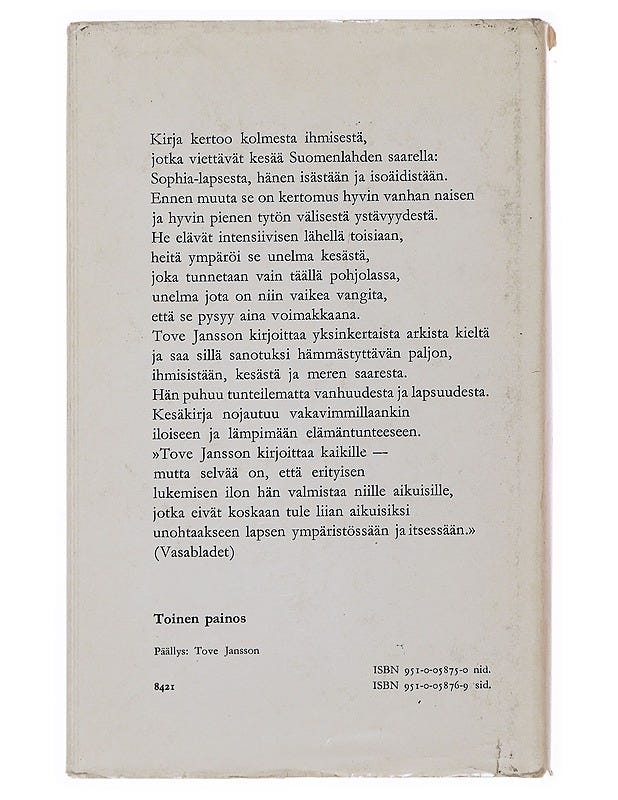 Kirja kertoo kolmesta ihmisestä,
jotka viettävät kesää Suomenlahden saarella:
Sophia-lapsesta, hänen isästään ja isoäidistään.
Ennen muuta se on kertomus hyvin vanhan naisen
ja hyvin pienen tytön välisestä ystävyydestä.
He elävät intensiivisen lähellä toisiaan,
heitä ympäröi se unelma kesästä,
joka tunnetaan vain täällä pohjolassa,
unelma jota on niin vaikea vangita,
että se pysyy aina voimakkaana.
Tove Jansson kirjoittaa yksinkertaista arkista kieltä
ja saa sillä sanotuksi hämmästyttävän paljon,
ihmisistään, kesästä ja meren saaresta.
Hän puhuu tunteilematta vanhuudesta ja lapsuudesta.
Kesäkirja nojautuu vakavimmillaankin
iloiseen ja lämpimään elämäntunteeseen.
»Tove Jansson kirjoittaa kaikille —
mutta selvää on, että erityisen
lukemisen ilon hän valmistaa niille aikuisille,
jotka eivät koskaan tule liian aikuisiksi
unohtaakseen lapsen ympäristössään ja itsessään.»
(Vasabladet)
Toinen painos
Päällys: Tove Jansson
ISBN 951-0-05875-0 nid.
8421 ISBN 951-0-05876-9 sid.